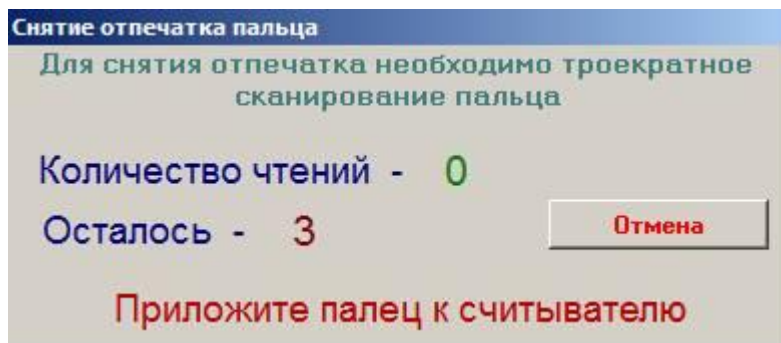 Снятие отпечатка пальца
Для снятия отпечатка необходимо троекратное
сканирование пальца
Количество чтений - 0
Осталось - 3
Отмена
Приложите палец к считывателю